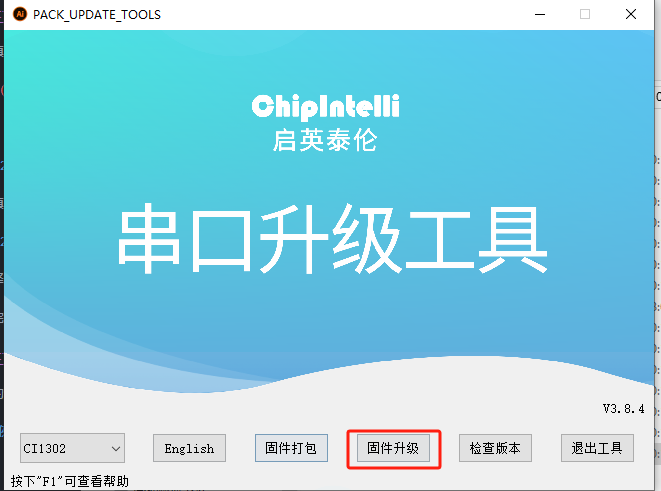 Ai PACK_UPDATE_TOOLS
ChipIntelli
启英泰伦
串口升级工具
V3.8.4
CI1302 English 固件打包 固件升级 检查版本 退出工具
按下"F1"可查看帮助